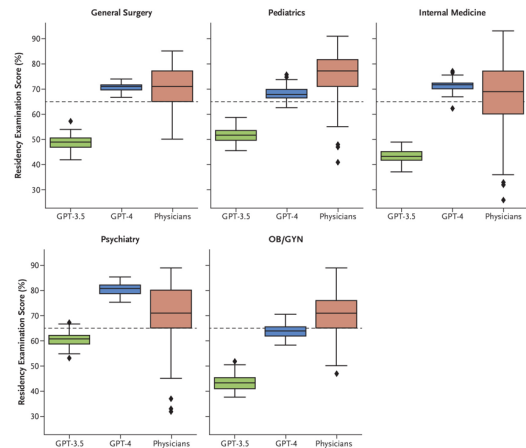 General Surgery
Pediatrics
Internal Medicine
Residency Examination Score (%)
90
80
70
60
50
40
30
GPT-3.5
GPT-4
Physicians
GPT-3.5
GPT-4
Physicians
GPT-3.5
GPT-4
Physicians
Psychiatry
OB/GYN
Residency Examination Score (%)
90
80
70
60
50
40
30
GPT-3.5
GPT-4
Physicians
GPT-3.5
GPT-4
Physicians